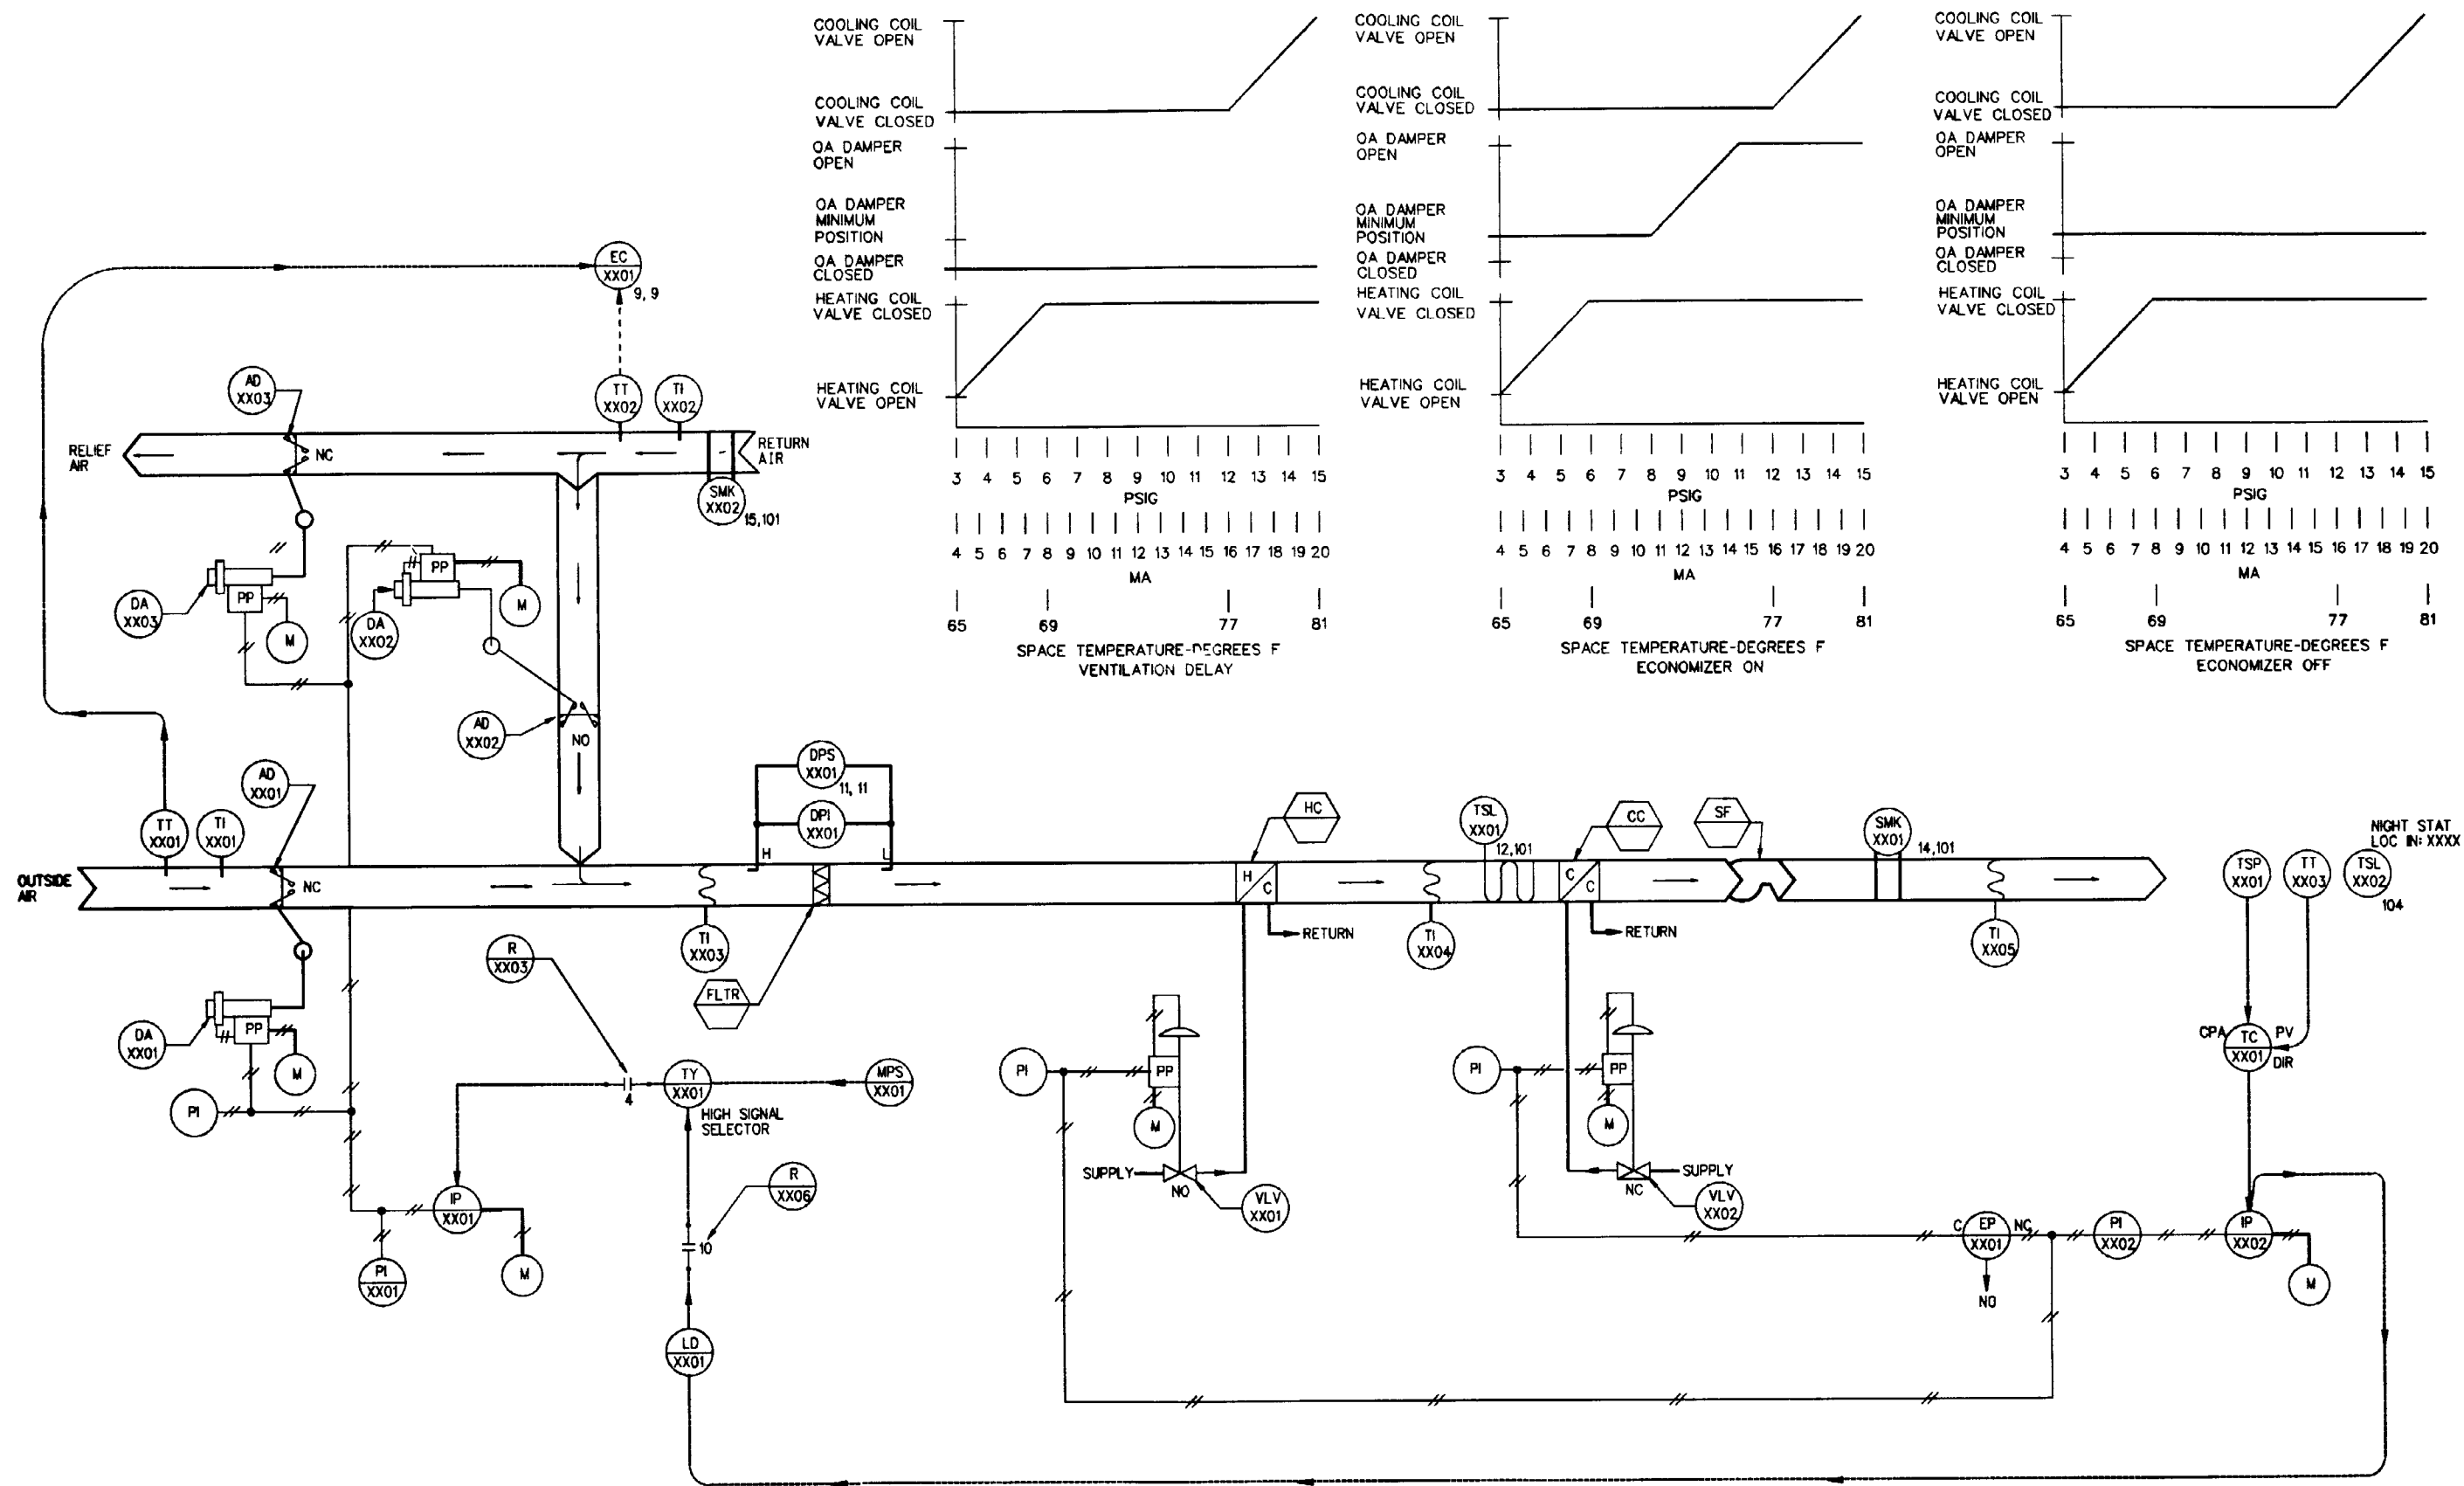 COOLING COIL
VALVE OPEN
COOLING COIL
VALVE CLOSED
OA DAMPER
OPEN
OA DAMPER
MINIMUM
POSITION
OA DAMPER
CLOSED
HEATING COIL
VALVE CLOSED
HEATING COIL
VALVE OPEN
3 4 5 6 7 8 9 10 11 12 13 14 15
PSIG
4 5 6 7 8 9 10 11 12 13 14 15 16 17 18 19 20
MA
65 69 77 81
SPACE TEMPERATURE-DEGREES F
VENTILATION DELAY
COOLING COIL
VALVE OPEN
COOLING COIL
VALVE CLOSED
OA DAMPER
OPEN
OA DAMPER
MINIMUM
POSITION
OA DAMPER
CLOSED
HEATING COIL
VALVE CLOSED
HEATING COIL
VALVE OPEN
3 4 5 6 7 8 9 10 11 12 13 14 15
PSIG
4 5 6 7 8 9 10 11 12 13 14 15 16 17 18 19 20
MA
65 69 77 81
SPACE TEMPERATURE-DEGREES F
ECONOMIZER ON
COOLING COIL
VALVE OPEN
COOLING COIL
VALVE CLOSED
OA DAMPER
OPEN
OA DAMPER
MINIMUM
POSITION
OA DAMPER
CLOSED
HEATING COIL
VALVE CLOSED
HEATING COIL
VALVE OPEN
3 4 5 6 7 8 9 10 11 12 13 14 15
PSIG
4 5 6 7 8 9 10 11 12 13 14 15 16 17 18 19 20
MA
65 69 77 81
SPACE TEMPERATURE-DEGREES F
ECONOMIZER OFF
EC
XX01
9, 9
AD
XX03
TT
XX02
TI
XX02
RELIEF
AIR
NC
RETURN
AIR
SMK
XX02
15,101
PP
DA
XX03
M
PP
DA
XX02
M
AD
XX02
NO
AD
XX01
TT
XX01
TI
XX01
OUTSIDE
AIR
NC
DPS
XX01
11, 11
DPI
XX01
H
L
TI
XX03
FLTR
HC
H
C
RETURN
TI
XX04
TSL
XX01
12,101
CC
C
C
RETURN
SF
SMK
XX01
14,101
TI
XX05
NIGHT STAT
LOC IN: XXXX
TSP
XX01
TT
XX03
TSL
XX02
104
CPA
TC
XX01
PV
DIR
DA
XX01
PP
M
PI
R
XX03
4
TY
XX01
HIGH SIGNAL
SELECTOR
MPS
XX01
R
XX06
10
IP
XX01
M
PI
XX01
LD
XX01
PI
PP
M
SUPPLY
NO
VLV
XX01
PI
PP
M
SUPPLY
NC
VLV
XX02
C
EP
XX01
NC
NO
PI
XX02
IP
XX02
M